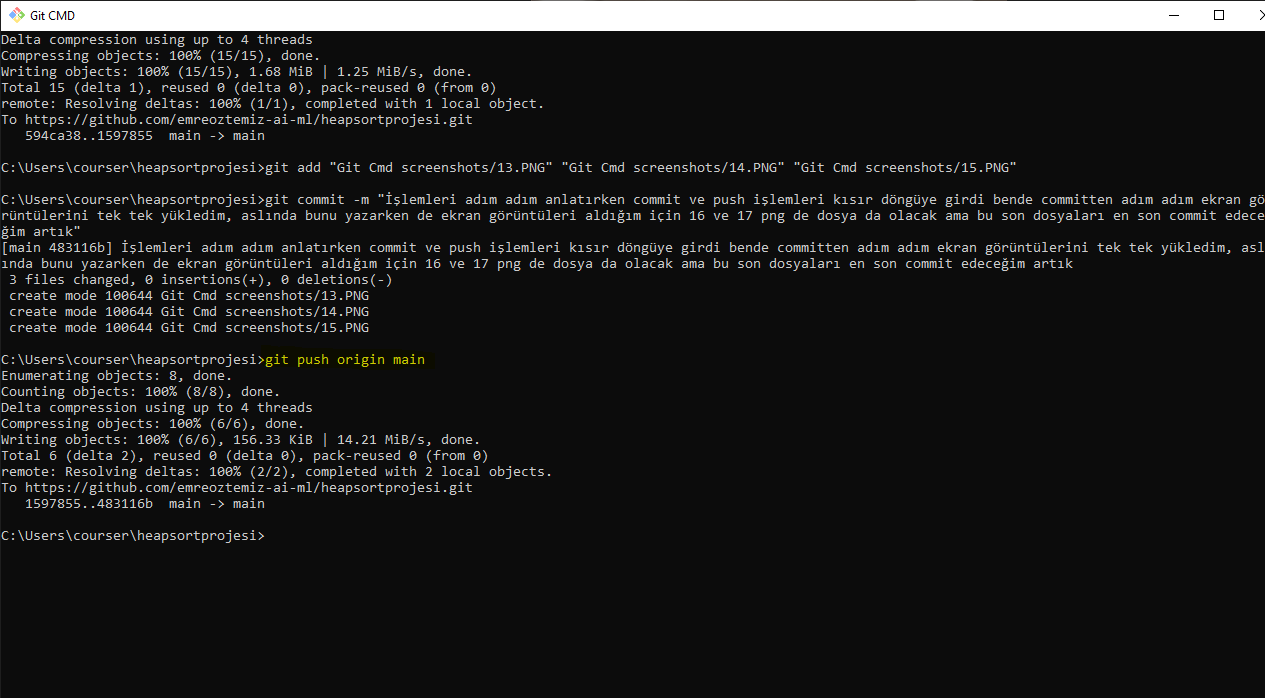 Git CMD
Delta compression using up to 4 threads
Compressing objects: 100% (15/15), done.
Writing objects: 100% (15/15), 1.68 MiB | 1.25 MiB/s, done.
Total 15 (delta 1), reused 0 (delta 0), pack-reused 0 (from 0)
remote: Resolving deltas: 100% (1/1), completed with 1 local object.
To https://github.com/emreoztemiz-ai-ml/heapsortprojesi.git
   594ca38..1597855  main -> main
C:\Users\courser\heapsortprojesi>git add "Git Cmd screenshots/13.PNG" "Git Cmd screenshots/14.PNG" "Git Cmd screenshots/15.PNG"
C:\Users\courser\heapsortprojesi>git commit -m "İşlemleri adım adım anlatırken commit ve push işlemleri kısır döngüye girdi bende committen adım adım ekran gö
rüntülerini tek tek yükledim, aslında bunu yazarken de ekran görüntüleri aldığım için 16 ve 17 png de dosya da olacak ama bu son dosyaları en son commit edece
ğim artık"
[main 483116b] İşlemleri adım adım anlatırken commit ve push işlemleri kısır döngüye girdi bende committen adım adım ekran görüntülerini tek tek yükledim, asl
ında bunu yazarken de ekran görüntüleri aldığım için 16 ve 17 png de dosya da olacak ama bu son dosyaları en son commit edeceğim artık
 3 files changed, 0 insertions(+), 0 deletions(-)
 create mode 100644 Git Cmd screenshots/13.PNG
 create mode 100644 Git Cmd screenshots/14.PNG
 create mode 100644 Git Cmd screenshots/15.PNG
C:\Users\courser\heapsortprojesi>git push origin main
Enumerating objects: 8, done.
Counting objects: 100% (8/8), done.
Delta compression using up to 4 threads
Compressing objects: 100% (6/6), done.
Writing objects: 100% (6/6), 156.33 KiB | 14.21 MiB/s, done.
Total 6 (delta 2), reused 0 (delta 0), pack-reused 0 (from 0)
remote: Resolving deltas: 100% (2/2), completed with 2 local objects.
To https://github.com/emreoztemiz-ai-ml/heapsortprojesi.git
   1597855..483116b  main -> main
C:\Users\courser\heapsortprojesi>